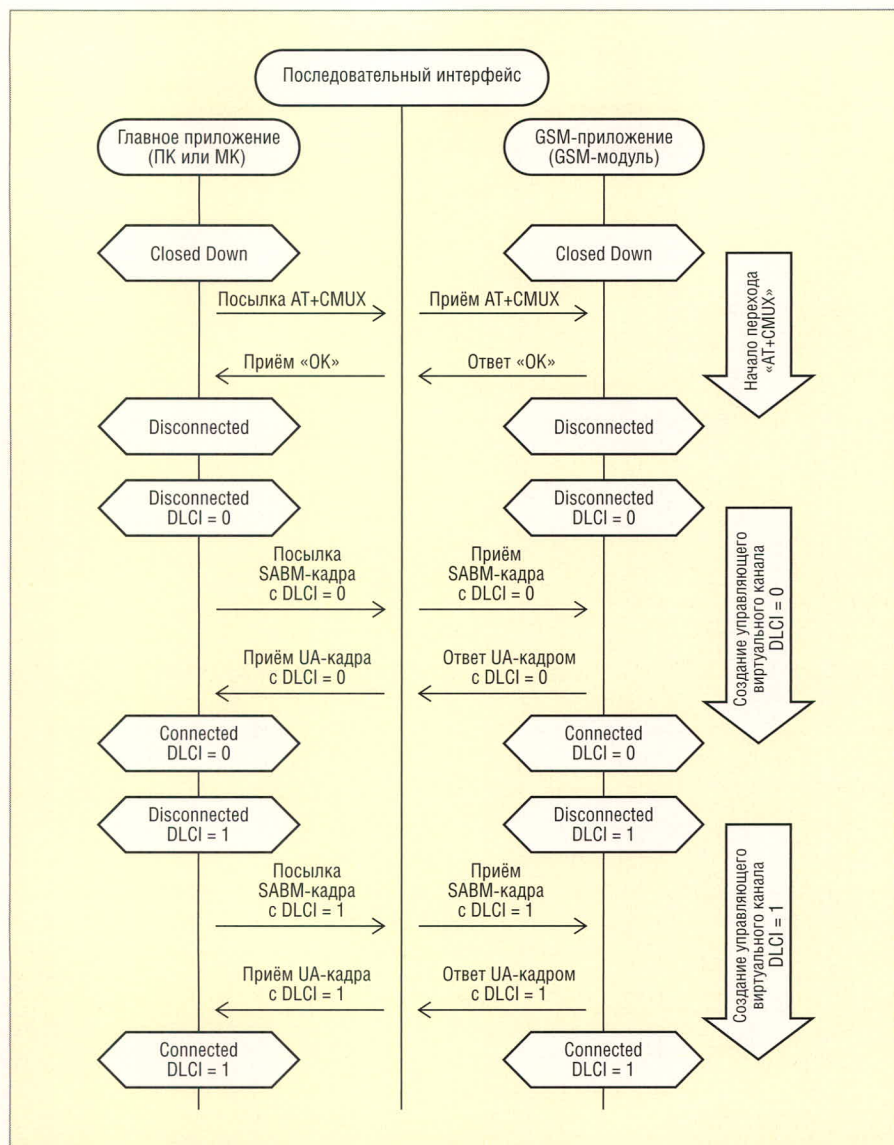 Последовательный интерфейс
Главное приложение
(ПК или МК)
GSM-приложение
(GSM-модуль)
Closed Down
Closed Down
Посылка AT+CMUX
Приём AT+CMUX
Приём «OK»
Ответ «OK»
Начало перехода
«AT+CMUX»
Disconnected
Disconnected
Disconnected
DLCI = 0
Disconnected
DLCI = 0
Посылка
SABM-кадра
с DLCI = 0
Приём
SABM-кадра
с DLCI = 0
Приём UA-кадра
с DLCI = 0
Ответ UA-кадром
с DLCI = 0
Создание управляющего
виртуального канала
DLCI = 0
Connected
DLCI = 0
Connected
DLCI = 0
Disconnected
DLCI = 1
Disconnected
DLCI = 1
Посылка
SABM-кадра
с DLCI = 1
Приём
SABM-кадра
с DLCI = 1
Приём UA-кадра
с DLCI = 1
Ответ UA-кадром
с DLCI = 1
Создание управляющего
виртуального канала
DLCI = 1
Connected
DLCI = 1
Connected
DLCI = 1